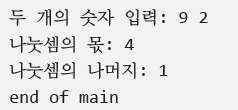 두 개의 숫자 입력: 9 2
나눗셈의 몫: 4
나눗셈의 나머지: 1
end of main